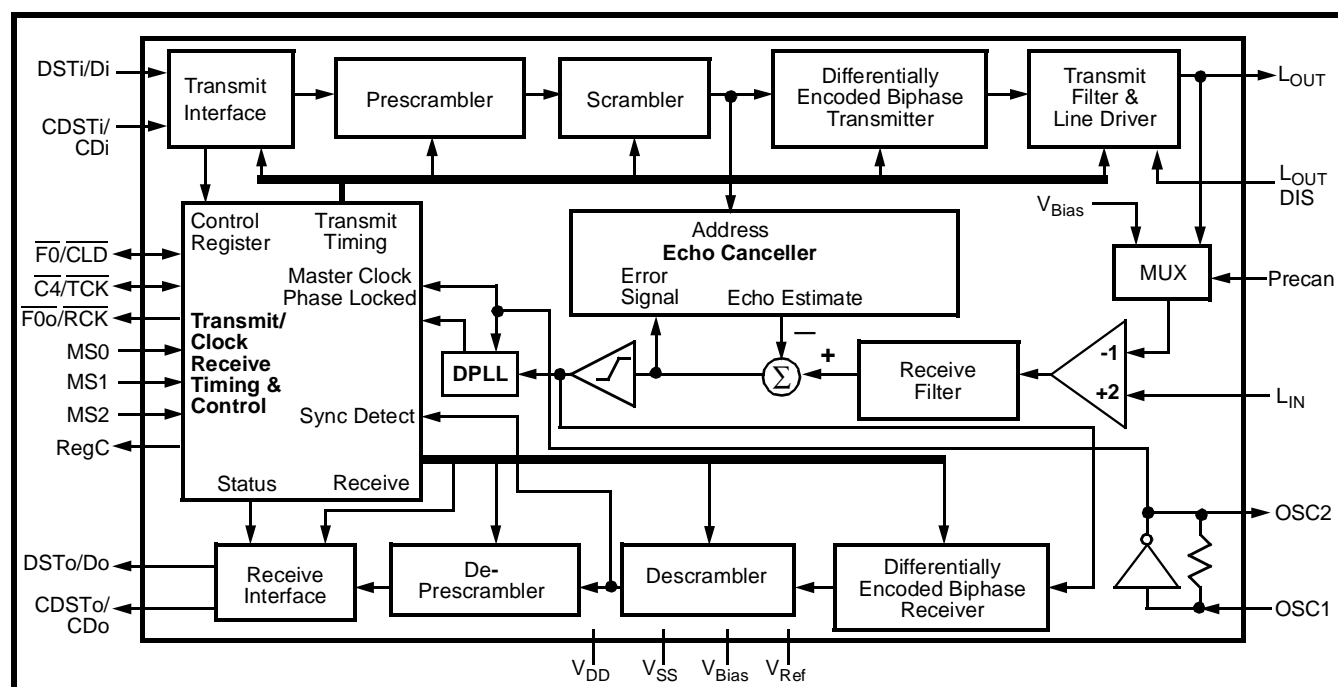 DSTi/Di
CDSTi/
CDi
Transmit
Interface
Prescrambler
Scrambler
Differentially
Encoded Biphase
Transmitter
Transmit
Filter &
Line Driver
LOUT
LOUT
DIS
VBias
MUX
Precan
Control
Register
Transmit
Timing
Master Clock
Phase Locked
Transmit/
Clock
Receive
Timing &
Control
Sync Detect
Status
Receive
F0/CLD
C4/TCK
F0o/RCK
MS0
MS1
MS2
RegC
Address
Echo Canceller
Error
Signal
Echo Estimate
DPLL
Σ
–
+
Receive
Filter
-1
+2
LIN
OSC2
OSC1
DSTo/Do
CDSTo/
CDo
Receive
Interface
De-
Prescrambler
Descrambler
Differentially
Encoded Biphase
Receiver
VDD
VSS
VBias
VRef